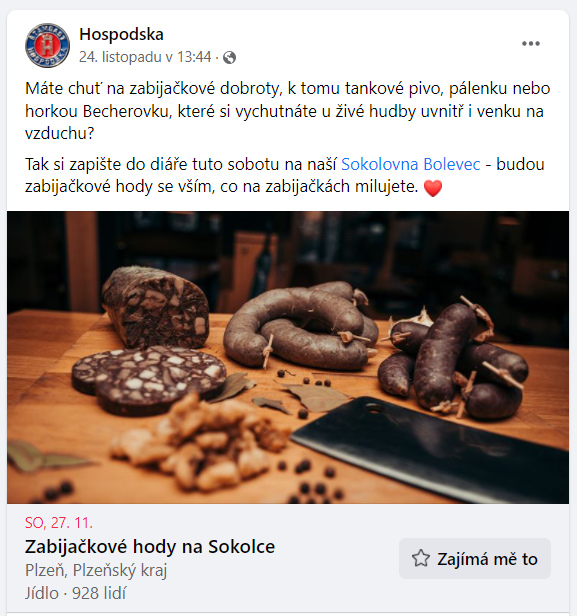 Hospodska
24. listopadu v 13:44 ·
Máte chuť na zabijačkové dobroty, k tomu tankové pivo, pálenku nebo
horkou Becherovku, které si vychutnáte u živé hudby uvnitř i venku na
vzduchu?
Tak si zapište do diáře tuto sobotu na naší Sokolovna Bolevec - budou
zabijačkové hody se vším, co na zabijačkách milujete. ♥️
SO, 27. 11.
Zabijačkové hody na Sokolce
Plzeň, Plzeňský kraj
Jídlo · 928 lidí
Zajímá mě to